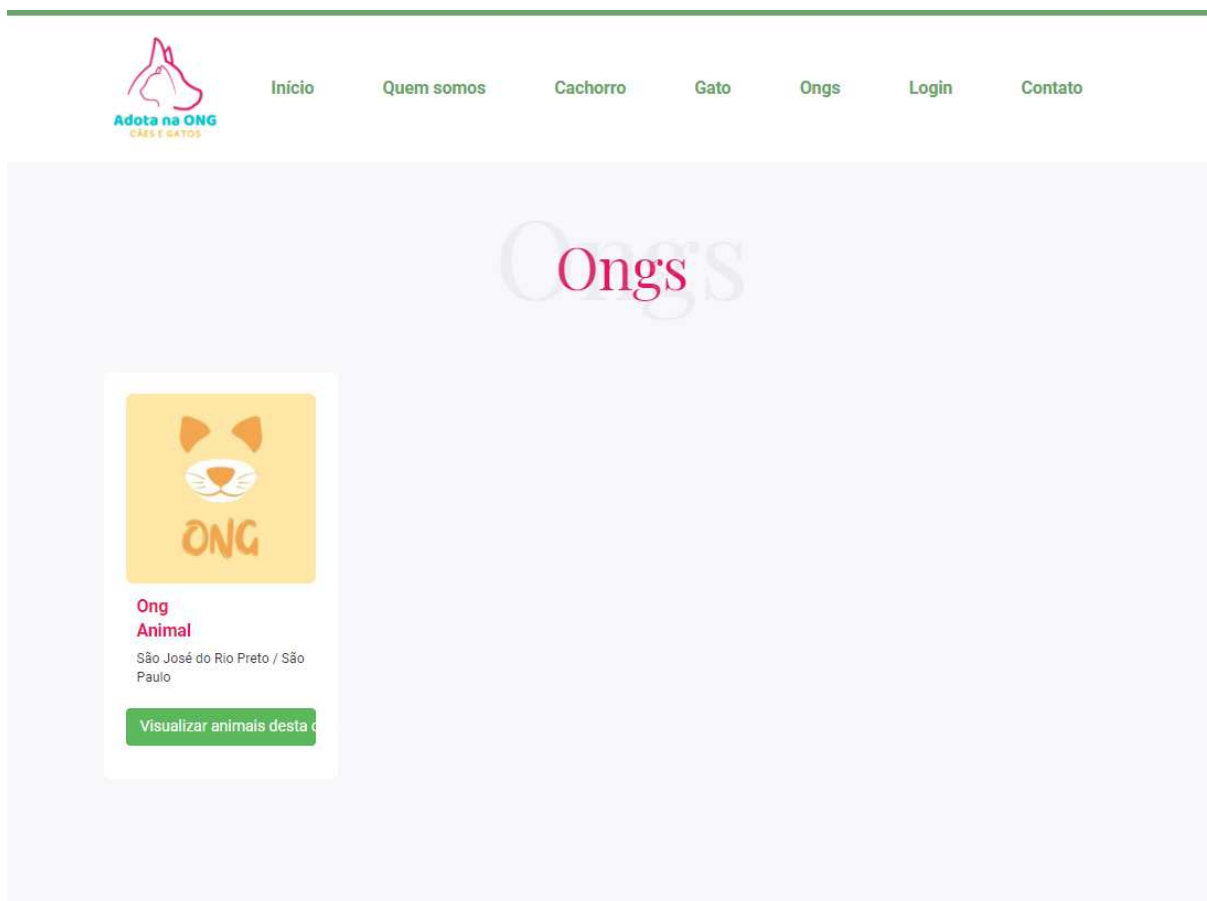 Início Quem somos Cachorro Gato Ongs Login Contato
Adota na ONG
CÃES E GATOS
Ongs
Ongs
ONG
Ong
Animal
São José do Rio Preto / São
Paulo
Visualizar animais desta